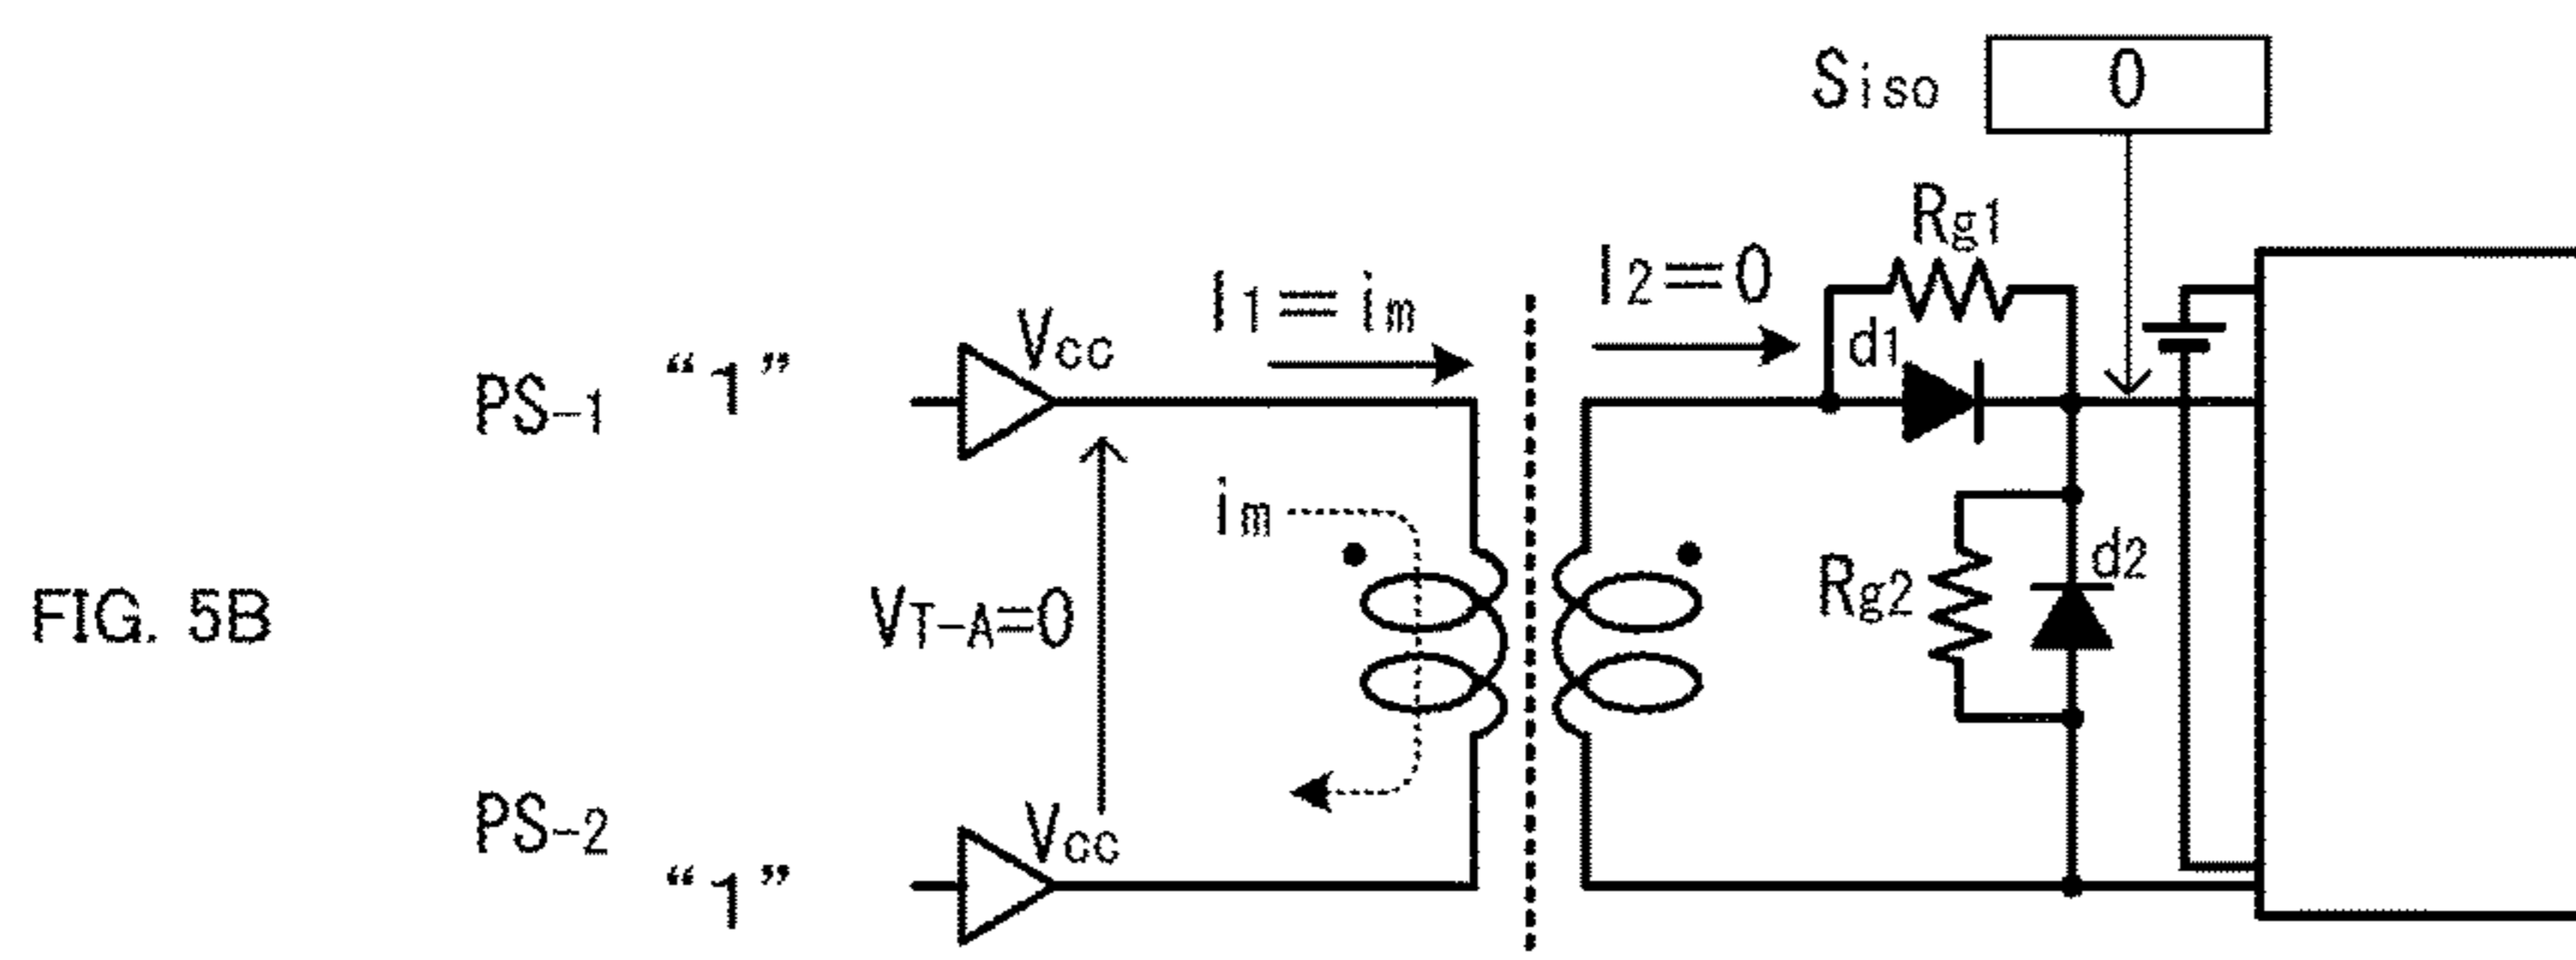 Siso 0
Rg1
I1=im
I2=0
d1
Vcc
PS-1 “1”
im
d2
Rg2
FIG. 5B
VT-A=0
Vcc
PS-2
“1”